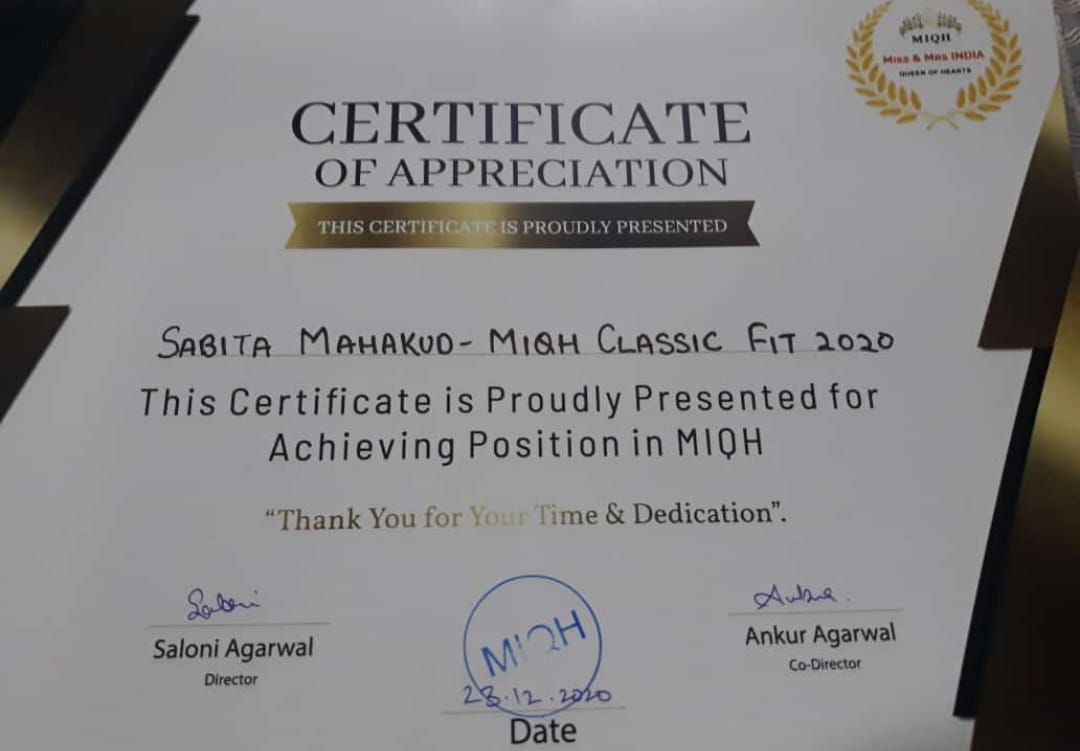 MIQH
Miss & Mrs INDIA
QUEEN OF HEARTS
CERTIFICATE
OF APPRECIATION
THIS CERTIFICATE IS PROUDLY PRESENTED
SABITA MAHAKUD - MIQH CLASSIC FIT 2020
This Certificate is Proudly Presented for
Achieving Position in MIQH
“Thank You for Your Time & Dedication”.
Saloni
Saloni Agarwal
Director
MIQH
23.12.2020
Date
Ankur Agarwal
Co-Director